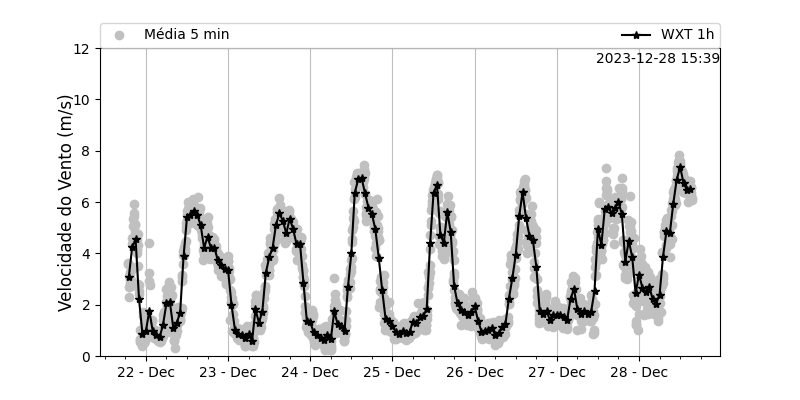 Média 5 min
WXT 1h
2023-12-28 15:39
Velocidade do Vento (m/s)
12
10
8
6
4
2
0
22 - Dec
23 - Dec
24 - Dec
25 - Dec
26 - Dec
27 - Dec
28 - Dec